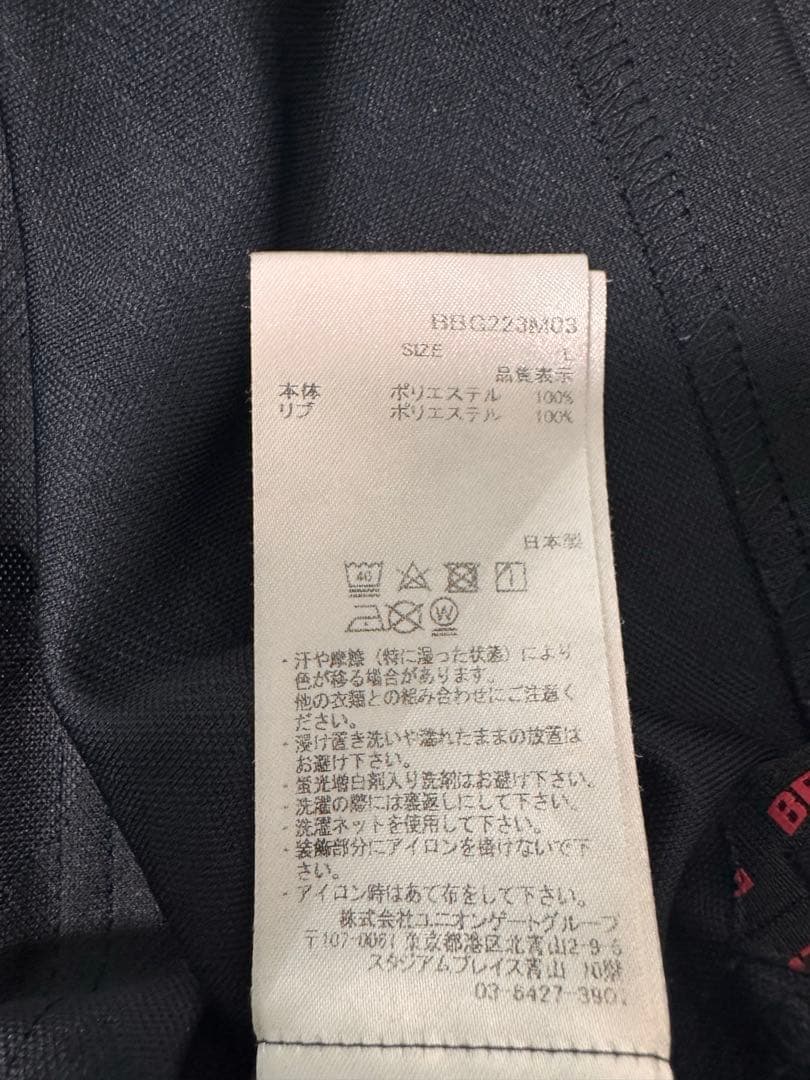 BBG223M03
SIZE L
品質表示
本体 ポリエステル 100%
リブ ポリエステル 100%
日本製
40
W
・汗や摩擦（特に湿った状態）により
色が移る場合があります。
他の衣類との組み合わせにご注意く
ださい。
・浸け置き洗いや濡れたままの放置は
お避け下さい。
・蛍光増白剤入り洗剤はお避け下さい。
・洗濯の際には裏返しにして下さい。
・洗濯ネットを使用して下さい。
・装飾部分にアイロンを掛けないで下
さい。
・アイロン時はあて布をして下さい。
株式会社ユニオンゲートグループ
〒107-0061 東京都港区北青山2-9-5
スタジアムプレイス青山 10階
03-6427-3901